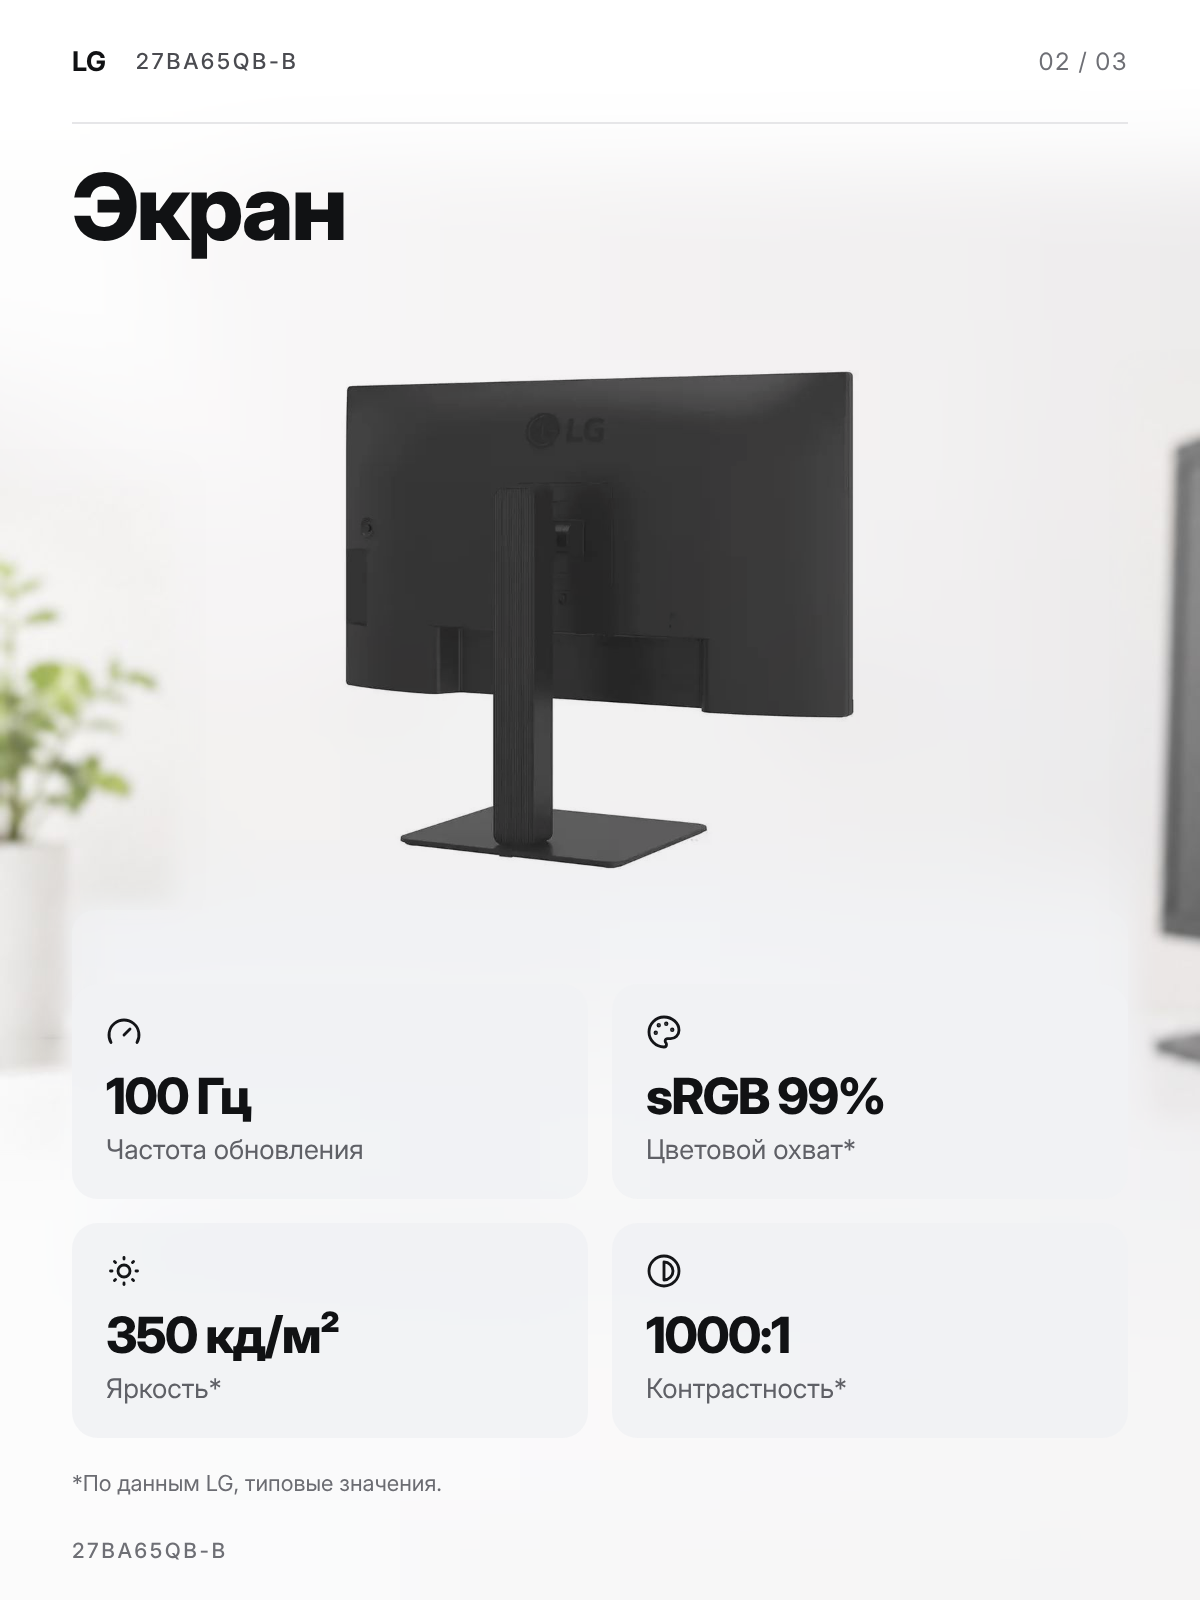 LG 27BA65QB-B 02 / 03
Экран
LG
100 Гц
Частота обновления
sRGB 99%
Цветовой охват*
350 кд/м²
Яркость*
1000:1
Контрастность*
*По данным LG, типовые значения.
27BA65QB-B